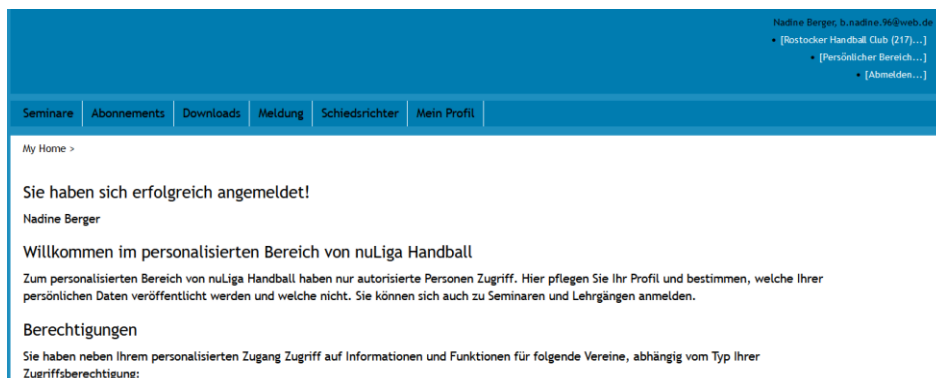 Nadine Berger, b.nadine.96@web.de
• [Rostocker Handball Club (217)...]
• [Persönlicher Bereich...]
• [Abmelden...]
Seminare Abonnements Downloads Meldung Schiedsrichter Mein Profil
My Home >
Sie haben sich erfolgreich angemeldet!
Nadine Berger
Willkommen im personalisierten Bereich von nuLiga Handball
Zum personalisierten Bereich von nuLiga Handball haben nur autorisierte Personen Zugriff. Hier pflegen Sie Ihr Profil und bestimmen, welche Ihrer
persönlichen Daten veröffentlicht werden und welche nicht. Sie können sich auch zu Seminaren und Lehrgängen anmelden.
Berechtigungen
Sie haben neben Ihrem personalisierten Zugang Zugriff auf Informationen und Funktionen für folgende Vereine, abhängig vom Typ Ihrer
Zugriffsberechtigung: